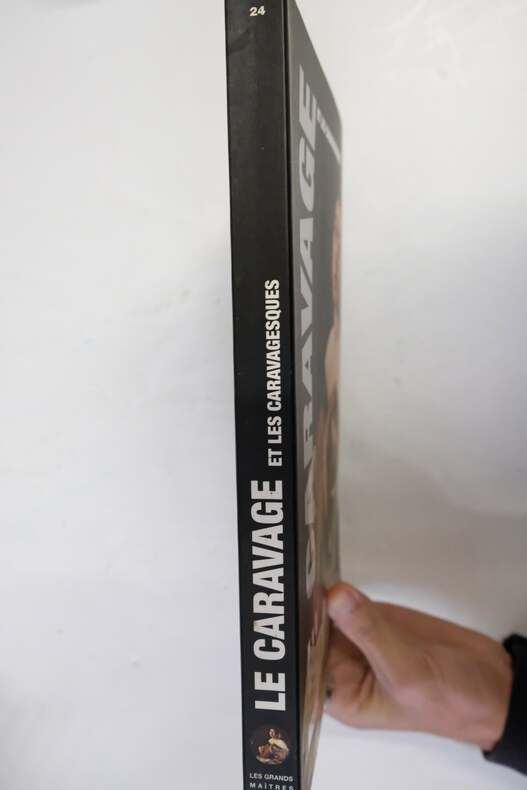 24
LE CARAVAGE
ET LES CARAVAGESQUES
LES GRANDS
MAÎTRES
CARAVAGE